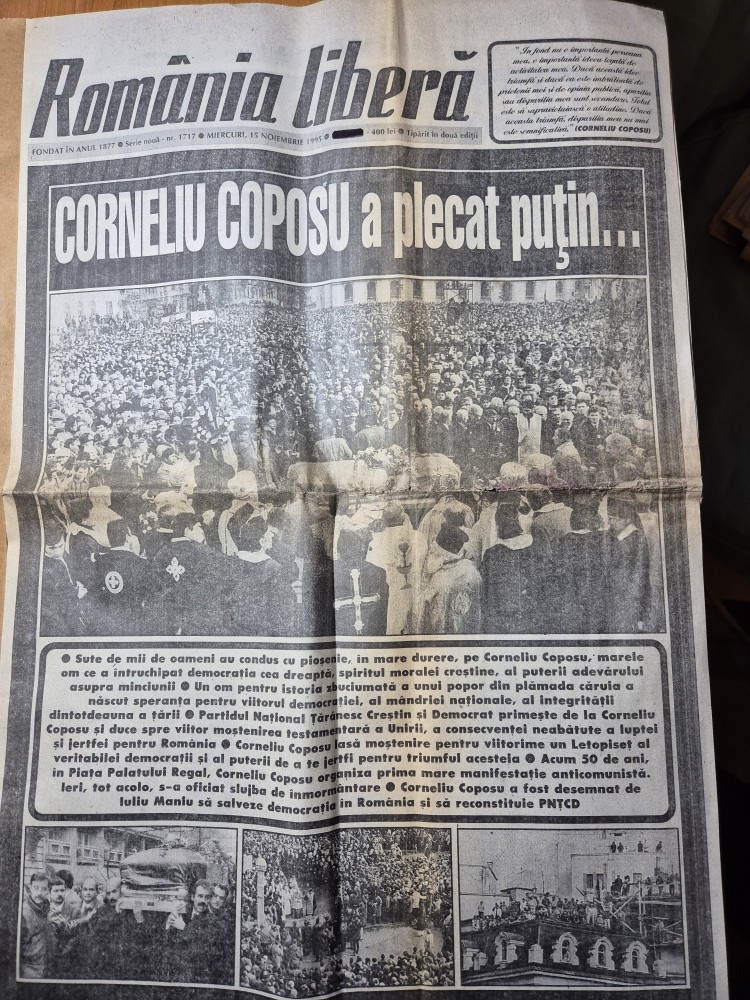 România liberă
"În fond nu e importantă persoana
mea, e importantă ideea legată de
activitatea mea. Dacă această idee
triumfă și dacă ea este îmbrățișată de
prietenii mei și de opinia publică, apariția
sau dispariția mea sunt secundare. Totul
este să supraviețuiască o atitudine. Dacă
aceasta triumfă, dispariția mea nu mai
este semnificativă." (CORNELIU COPOSU)
FONDAT ÎN ANUL 1877 ● Serie nouă - nr. 1717 ● MIERCURI, 15 NOIEMBRIE 1995 ● - 400 lei ● Tipărit în două ediții
CORNELIU COPOSU a plecat puțin...
● Sute de mii de oameni au condus cu pioșenie, în mare durere, pe Corneliu Coposu, marele
om ce a întruchipat democrația cea dreaptă, spiritul moralei creștine, al puterii adevărului
asupra minciunii ● Un om pentru istoria zbuciumată a unui popor din plămada căruia a
născut speranța pentru viitorul democrației, al mândriei naționale, al integrității
dintotdeauna a țării ● Partidul Național Țărănesc Creștin și Democrat primește de la Corneliu
Coposu și duce spre viitor moștenirea testamentară a Unirii, a consecvenței neabătute a luptei
și jertfei pentru România ● Corneliu Coposu lasă moștenire pentru viitorime un Letopiseț al
veritabilei democrații și al puterii de a te jertfi pentru triumful acesteia ● Acum 50 de ani,
în Piața Palatului Regal, Corneliu Coposu organiza prima mare manifestație anticomunistă.
Ieri, tot acolo, s-a oficiat slujba de înmormântare ● Corneliu Coposu a fost desemnat de
Iuliu Maniu să salveze democrația în România și să reconstituie PNȚCD